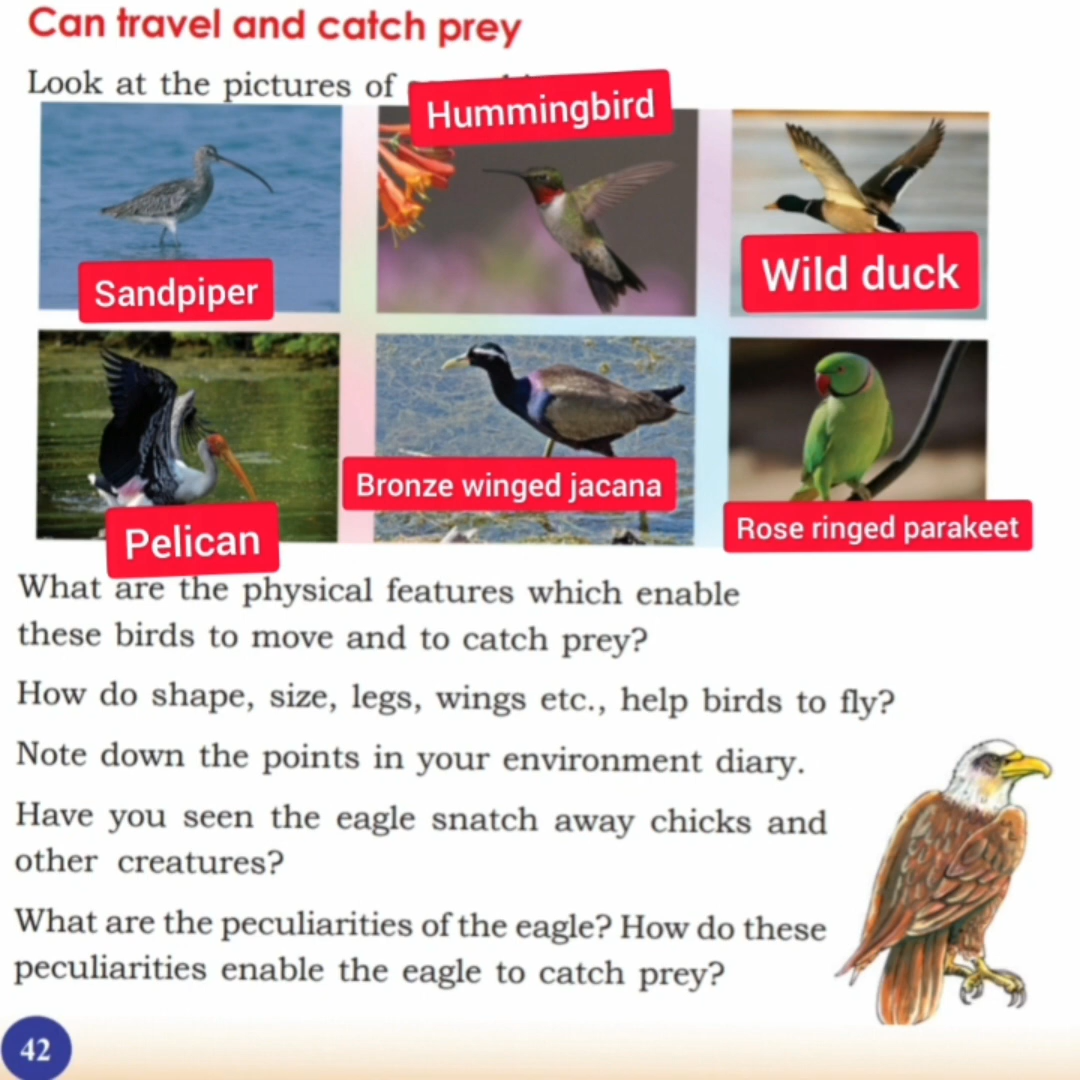 Can travel and catch prey
Look at the pictures of
Hummingbird
Sandpiper
Wild duck
Pelican
Bronze winged jacana
Rose ringed parakeet
What are the physical features which enable
these birds to move and to catch prey?
How do shape, size, legs, wings etc., help birds to fly?
Note down the points in your environment diary.
Have you seen the eagle snatch away chicks and
other creatures?
What are the peculiarities of the eagle? How do these
peculiarities enable the eagle to catch prey?
42